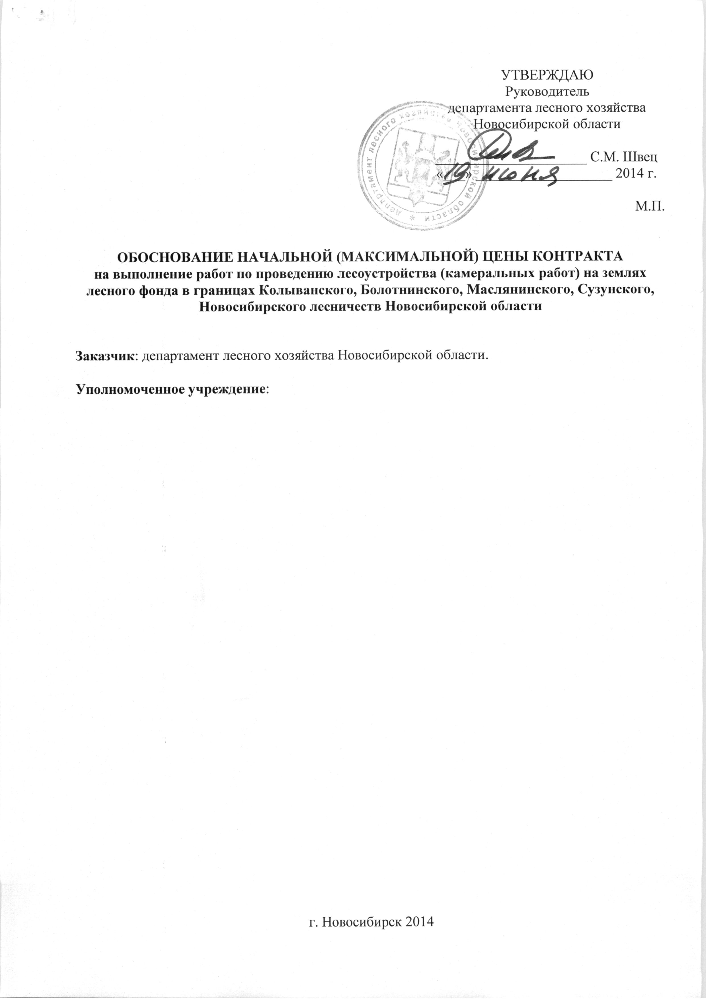 УТВЕРЖДАЮ
Руководитель
департамента лесного хозяйства
Новосибирской области
С.М. Швец
«19» июня 2014 г.
М.П.
департамент лесного хозяйства Новосибирской области *
ОБОСНОВАНИЕ НАЧАЛЬНОЙ (МАКСИМАЛЬНОЙ) ЦЕНЫ КОНТРАКТА
на выполнение работ по проведению лесоустройства (камеральных работ) на землях
лесного фонда в границах Колыванского, Болотнинского, Маслянинского, Сузунского,
Новосибирского лесничеств Новосибирской области
Заказчик: департамент лесного хозяйства Новосибирской области.
Уполномоченное учреждение:
г. Новосибирск 2014